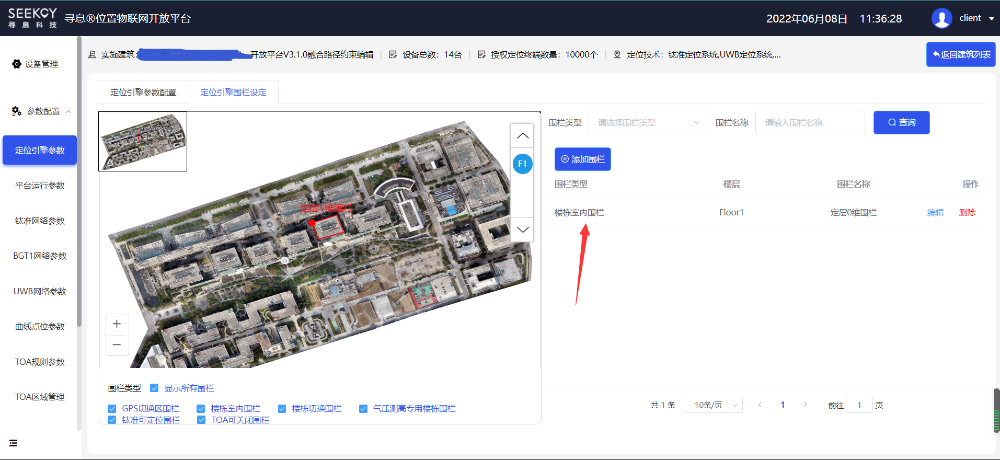 SEEKCY
寻息科技
寻息®位置物联网开放平台
2022年06月08日 11:36:28
client
实施建筑: 开放平台V3.1.0融合路径约束编辑
设备总数：14台
授权定位终端数量：10000个
定位技术：钛准定位系统,UWB定位系统,...
返回建筑列表
设备管理
参数配置
定位引擎参数
平台运行参数
钛准网络参数
BGT1网络参数
UWB网络参数
曲线点位参数
TOA规则参数
TOA区域管理
定位引擎参数配置
定位引擎围栏设定
F1
定层0维围栏
围栏类型
显示所有围栏
GPS切换区围栏
楼栋室内围栏
楼栋切换围栏
气压测高专用楼栋围栏
钛准可定位围栏
TOA可关闭围栏
围栏类型 请选择围栏类型
围栏名称 请输入围栏名称
查询
添加围栏
围栏类型 楼层 围栏名称 操作
楼栋室内围栏 Floor1 定层0维围栏 编辑 删除
共 1 条 10条/页 1 前往 1 页